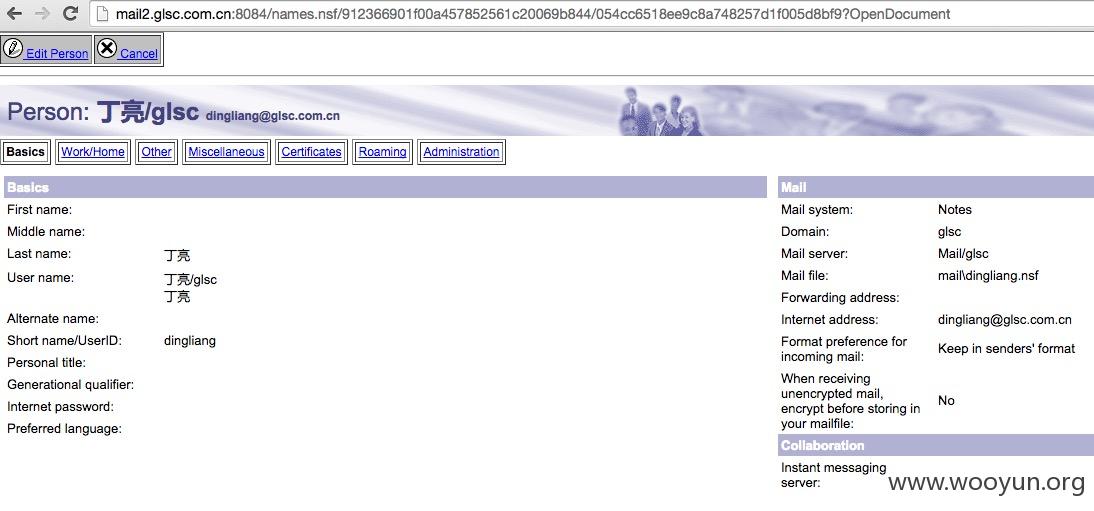 mail2.glsc.com.cn:8084/names.nsf/912366901f00a457852561c20069b844/054cc6518ee9c8a748257d1f005d8bf9?OpenDocument
Edit Person Cancel
Person: 丁亮/glsc dingliang@glsc.com.cn
Basics Work/Home Other Miscellaneous Certificates Roaming Administration
Basics
First name:
Middle name:
Last name: 丁亮
User name: 丁亮/glsc
丁亮
Alternate name:
Short name/UserID: dingliang
Personal title:
Generational qualifier:
Internet password:
Preferred language:
Mail
Mail system: Notes
Domain: glsc
Mail server: Mail/glsc
Mail file: mail\dingliang.nsf
Forwarding address:
Internet address: dingliang@glsc.com.cn
Format preference for
incoming mail: Keep in senders' format
When receiving
unencrypted mail,
encrypt before storing in
your mailfile: No
Collaboration
Instant messaging
server:
www.wooyun.org